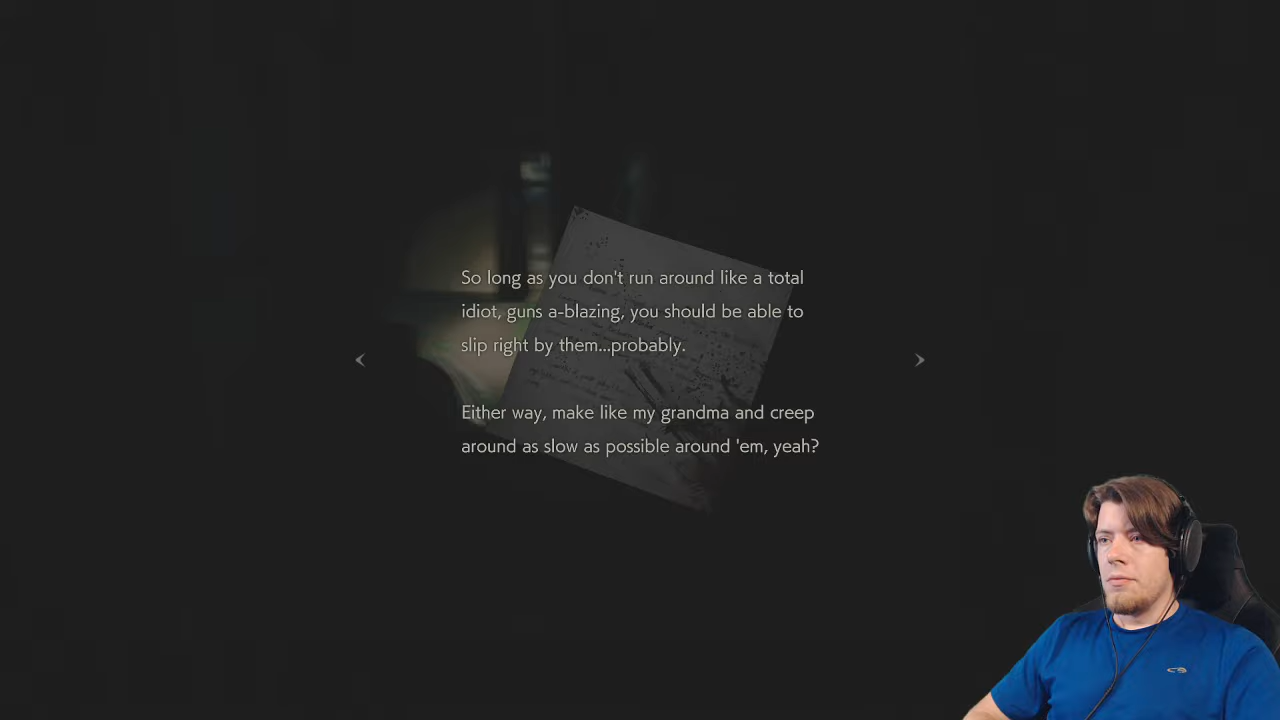 So long as you don't run around like a total
idiot, guns a-blazing, you should be able to
slip right by them...probably.
Either way, make like my grandma and creep
around as slow as possible around 'em, yeah?